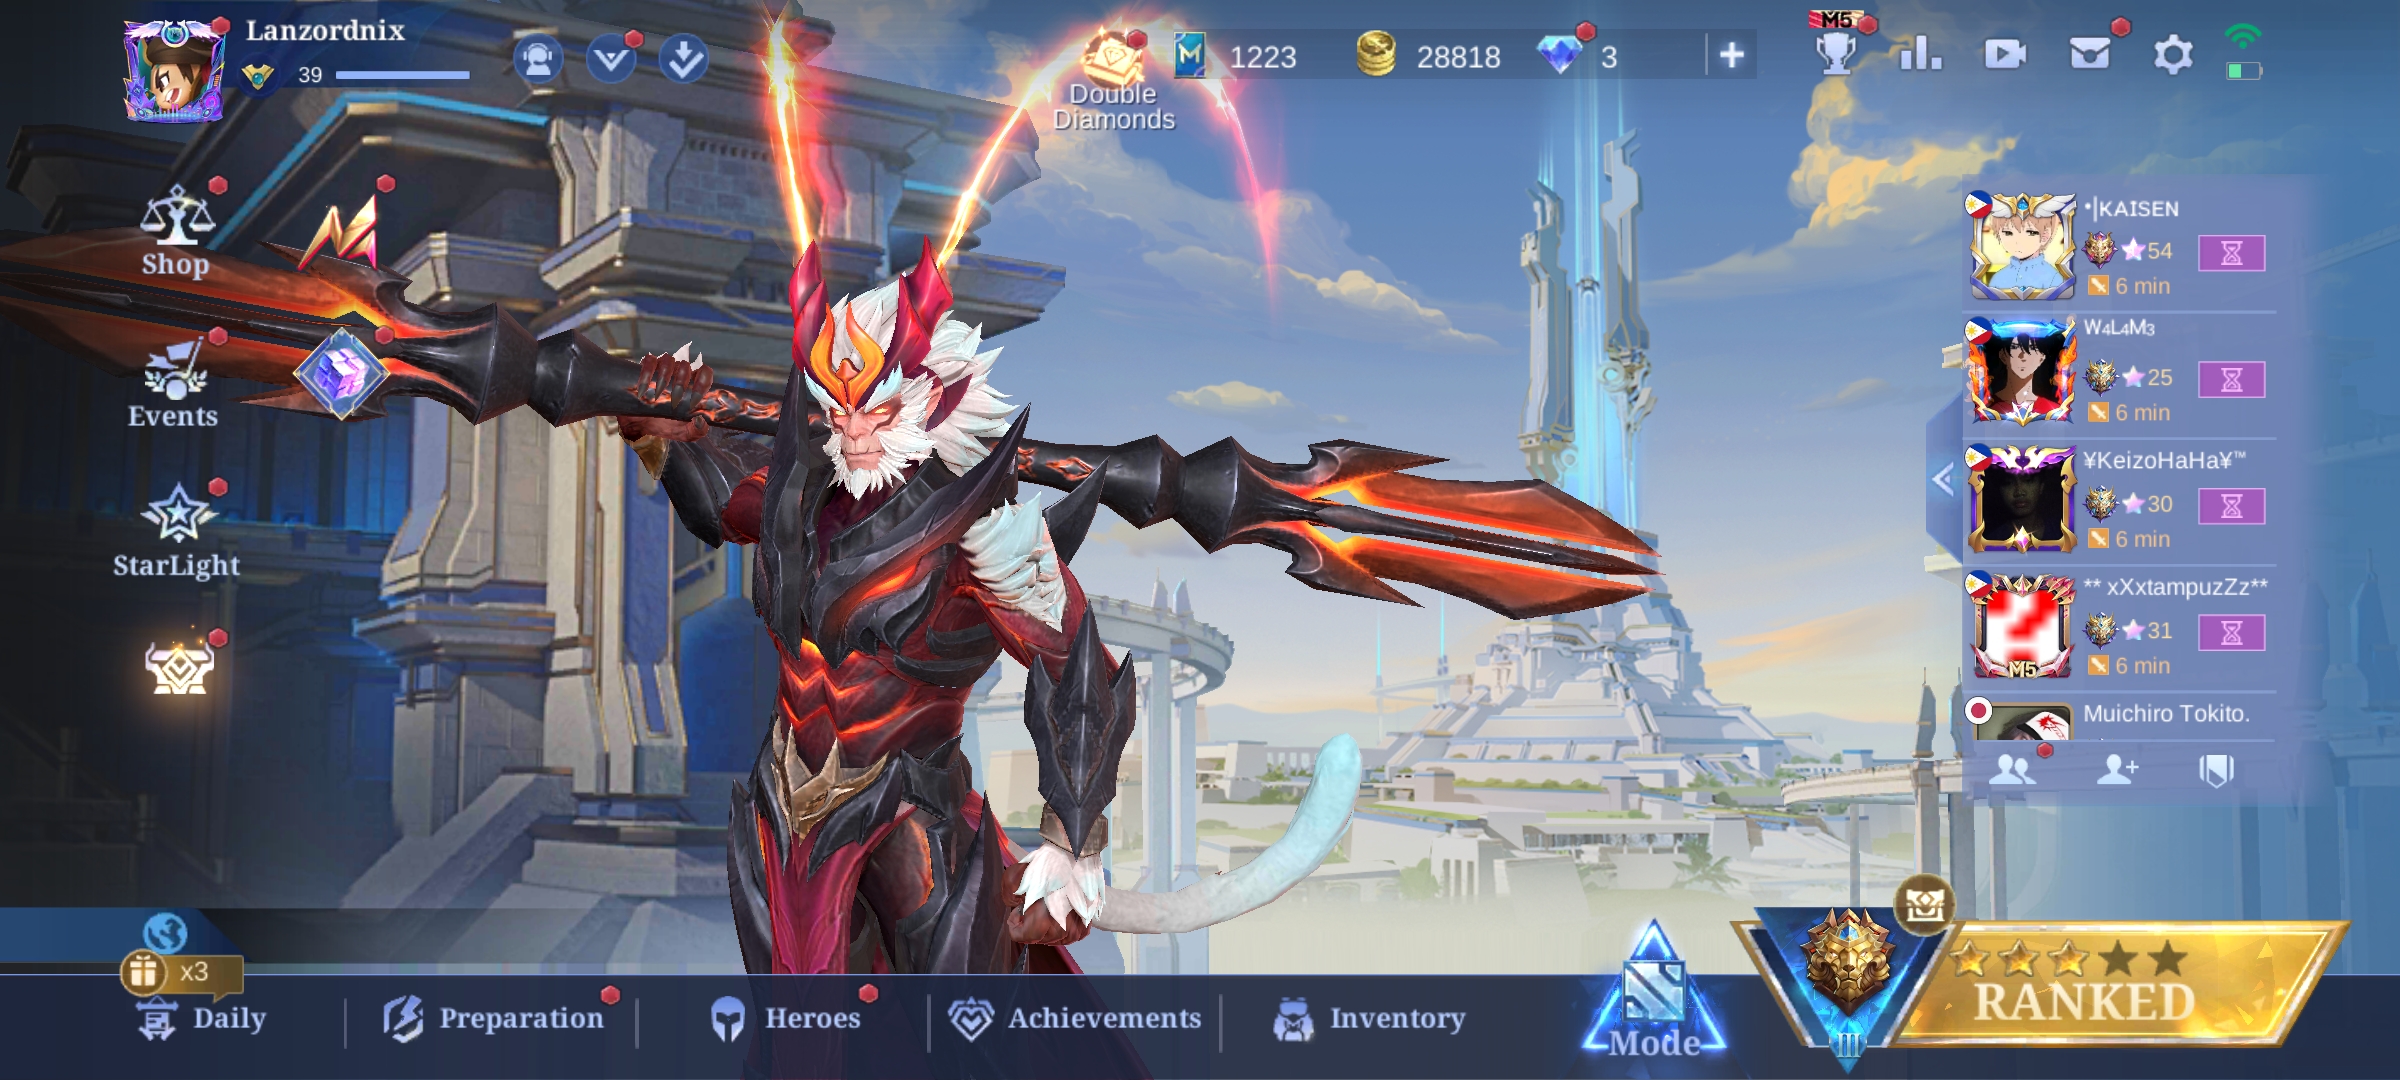 Lanzordnix
39
Double
Diamonds
1223
28818
3
M5
Shop
Events
StarLight
•|KAISEN
54
6 min
W4L4M3
25
6 min
¥KeizoHaHa¥™
30
6 min
** xXxtampuzZz**
31
6 min
M5
Muichiro Tokito.
x3
Daily
Preparation
Heroes
Achievements
Inventory
Mode
III
RANKED